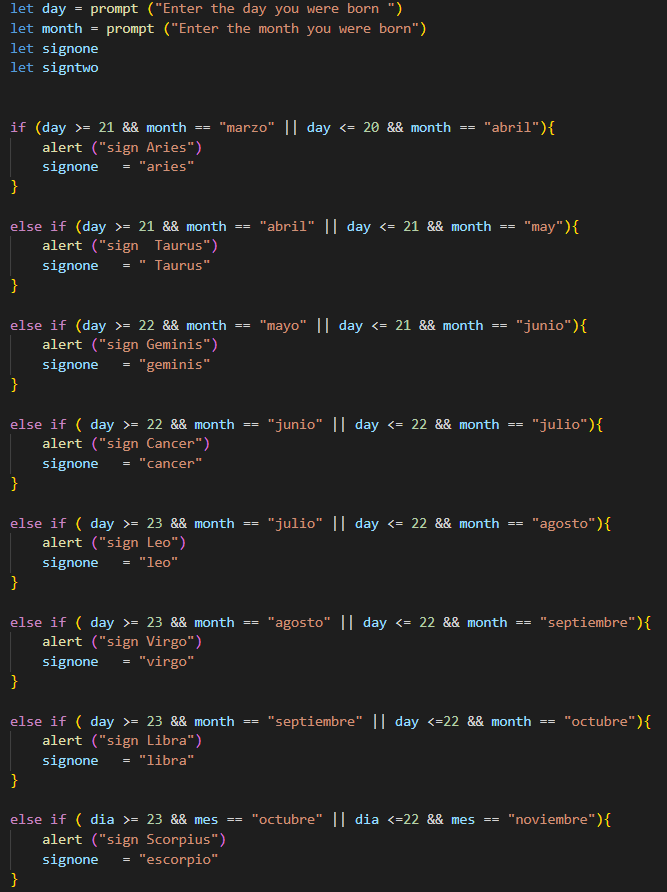 let day = prompt ("Enter the day you were born ")
let month = prompt ("Enter the month you were born")
let signone
let signtwo
if (day >= 21 && month == "marzo" || day <= 20 && month == "abril"){
alert ("sign Aries")
signone   = "aries"
}
else if (day >= 21 && month == "abril" || day <= 21 && month == "may"){
alert ("sign  Taurus")
signone   = " Taurus"
}
else if (day >= 22 && month == "mayo" || day <= 21 && month == "junio"){
alert ("sign Geminis")
signone   = "geminis"
}
else if ( day >= 22 && month == "junio" || day <= 22 && month == "julio"){
alert ("sign Cancer")
signone   = "cancer"
}
else if ( day >= 23 && month == "julio" || day <= 22 && month == "agosto"){
alert ("sign Leo")
signone   = "leo"
}
else if ( day >= 23 && month == "agosto" || day <= 22 && month == "septiembre"){
alert ("sign Virgo")
signone   = "virgo"
}
else if ( day >= 23 && month == "septiembre" || day <=22 && month == "octubre"){
alert ("sign Libra")
signone   = "libra"
}
else if ( dia >= 23 && mes == "octubre" || dia <=22 && mes == "noviembre"){
alert ("sign Scorpius")
signone   = "escorpio"
}